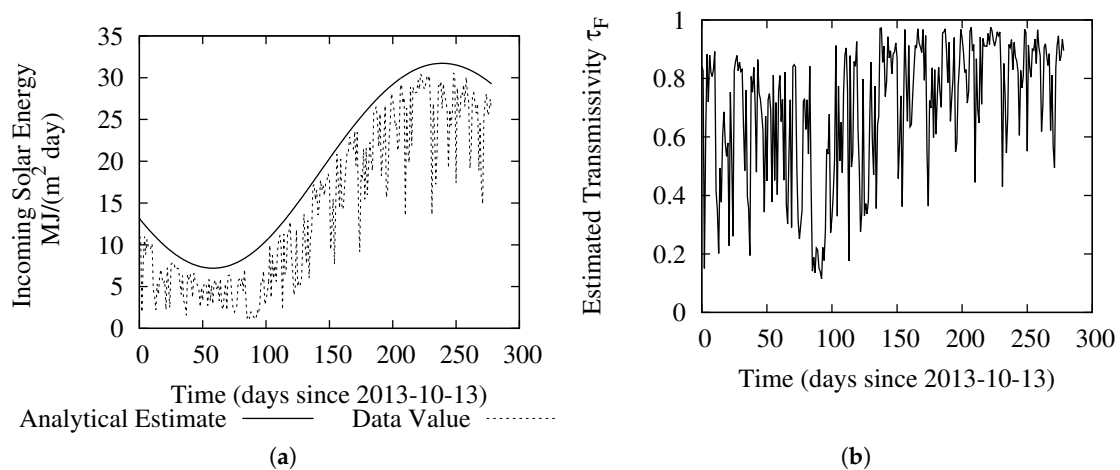 Incoming Solar Energy
MJ/(m² day)
35
30
25
20
15
10
5
0
0 50 100 150 200 250 300
Time (days since 2013-10-13)
Analytical Estimate Data Value
(a)
Estimated Transmissivity τF
1
0.8
0.6
0.4
0.2
0
0 50 100 150 200 250 300
Time (days since 2013-10-13)
(b)